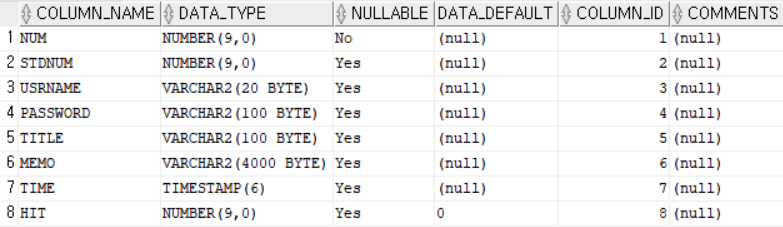 COLUMN_NAME DATA_TYPE NULLABLE DATA_DEFAULT COLUMN_ID COMMENTS
1 NUM NUMBER(9,0) No (null) 1 (null)
2 STDNUM NUMBER(9,0) Yes (null) 2 (null)
3 USRNAME VARCHAR2(20 BYTE) Yes (null) 3 (null)
4 PASSWORD VARCHAR2(100 BYTE) Yes (null) 4 (null)
5 TITLE VARCHAR2(100 BYTE) Yes (null) 5 (null)
6 MEMO VARCHAR2(4000 BYTE) Yes (null) 6 (null)
7 TIME TIMESTAMP(6) Yes (null) 7 (null)
8 HIT NUMBER(9,0) Yes 0 8 (null)